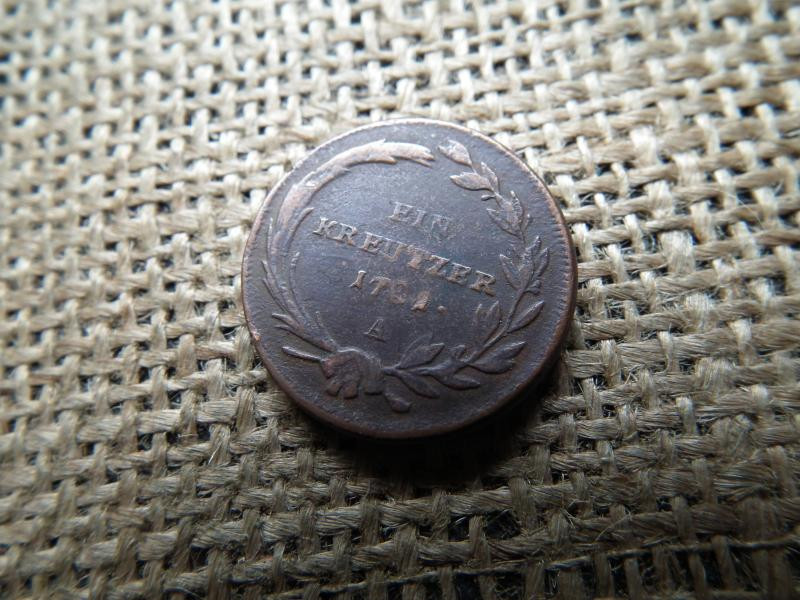 EIN
KREUTZER
1781.
A